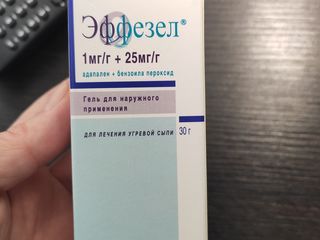 Эффезел®
1мг/г + 25мг/г
адапален + бензоила пероксид
Гель для наружного
применения
ДЛЯ ЛЕЧЕНИЯ УГРЕВОЙ СЫПИ
30 г